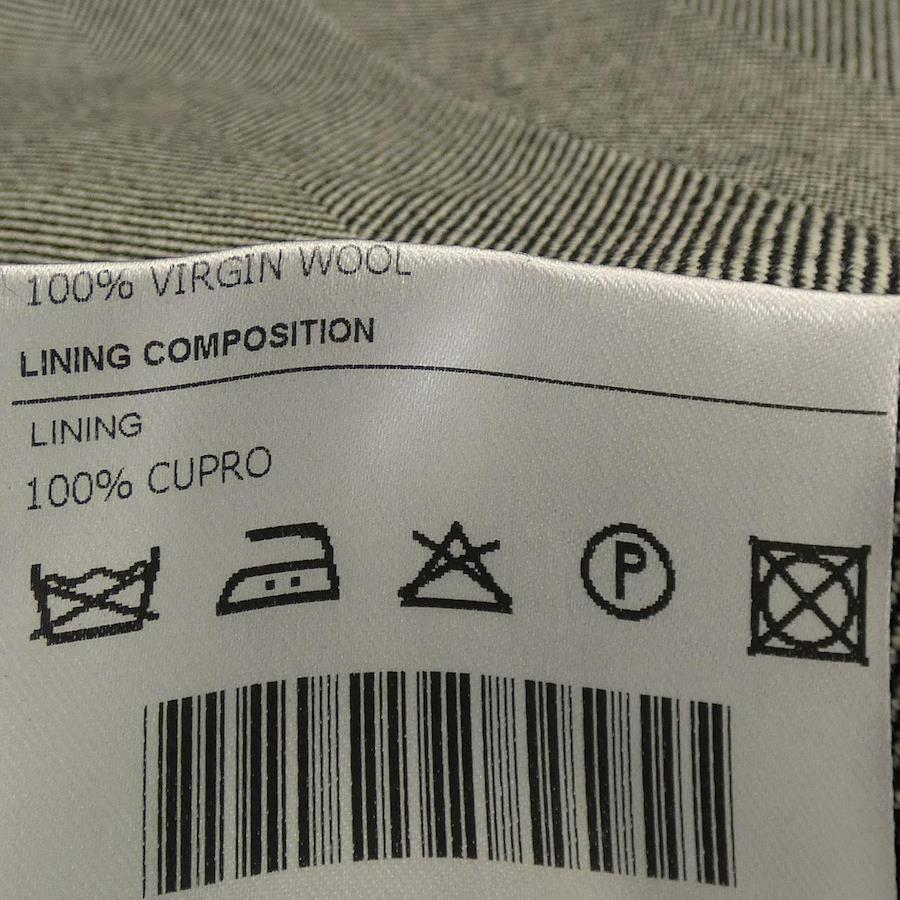 100% VIRGIN WOOL
LINING COMPOSITION
LINING
100% CUPRO
P